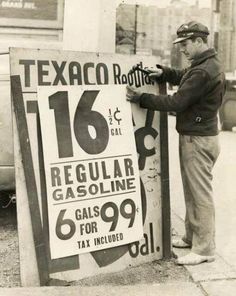 TEXACO
16 ½ ¢
GAL
REGULAR
GASOLINE
6 GALS
FOR 99¢
TAX INCLUDED
Gal.